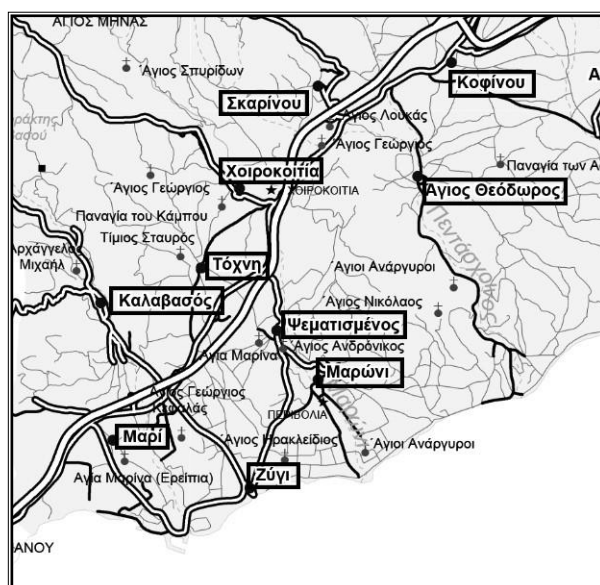 ΑΓΙΟΣ ΜΗΝΑΣ
Κοφίνου
Άγιος Σπυρίδων
Α
Σκαρίνου
Άγιος Λουκάς
Άγιος Γεώργιος
Χοιροκοιτία
Παναγία των Α
Άγιος Γεώργιος
ΧΟΙΡΟΚΟΙΤΙΑ
Άγιος Θεόδωρος
Παναγία του Κάμπου
Πεντάσχοινος
Τίμιος Σταυρός
Αρχάγγελος
Μιχαήλ
Τόχνη
Άγιοι Ανάργυροι
Καλαβασός
Άγιος Νικόλαος
Ψεματισμένος
Άγιος Ανδρόνικος
Αγία Μαρίνα
Μαρώνι
Άγιος Γεώργιος
Κεφαλάς
ΠΕΡΙΒΟΛΙΑ
Μαρί
Άγιος Ηρακλείδιος
Άγιοι Ανάργυροι
Αγία Μαρίνα (Ερείπια)
Ζύγι
ΑΝΟΥ